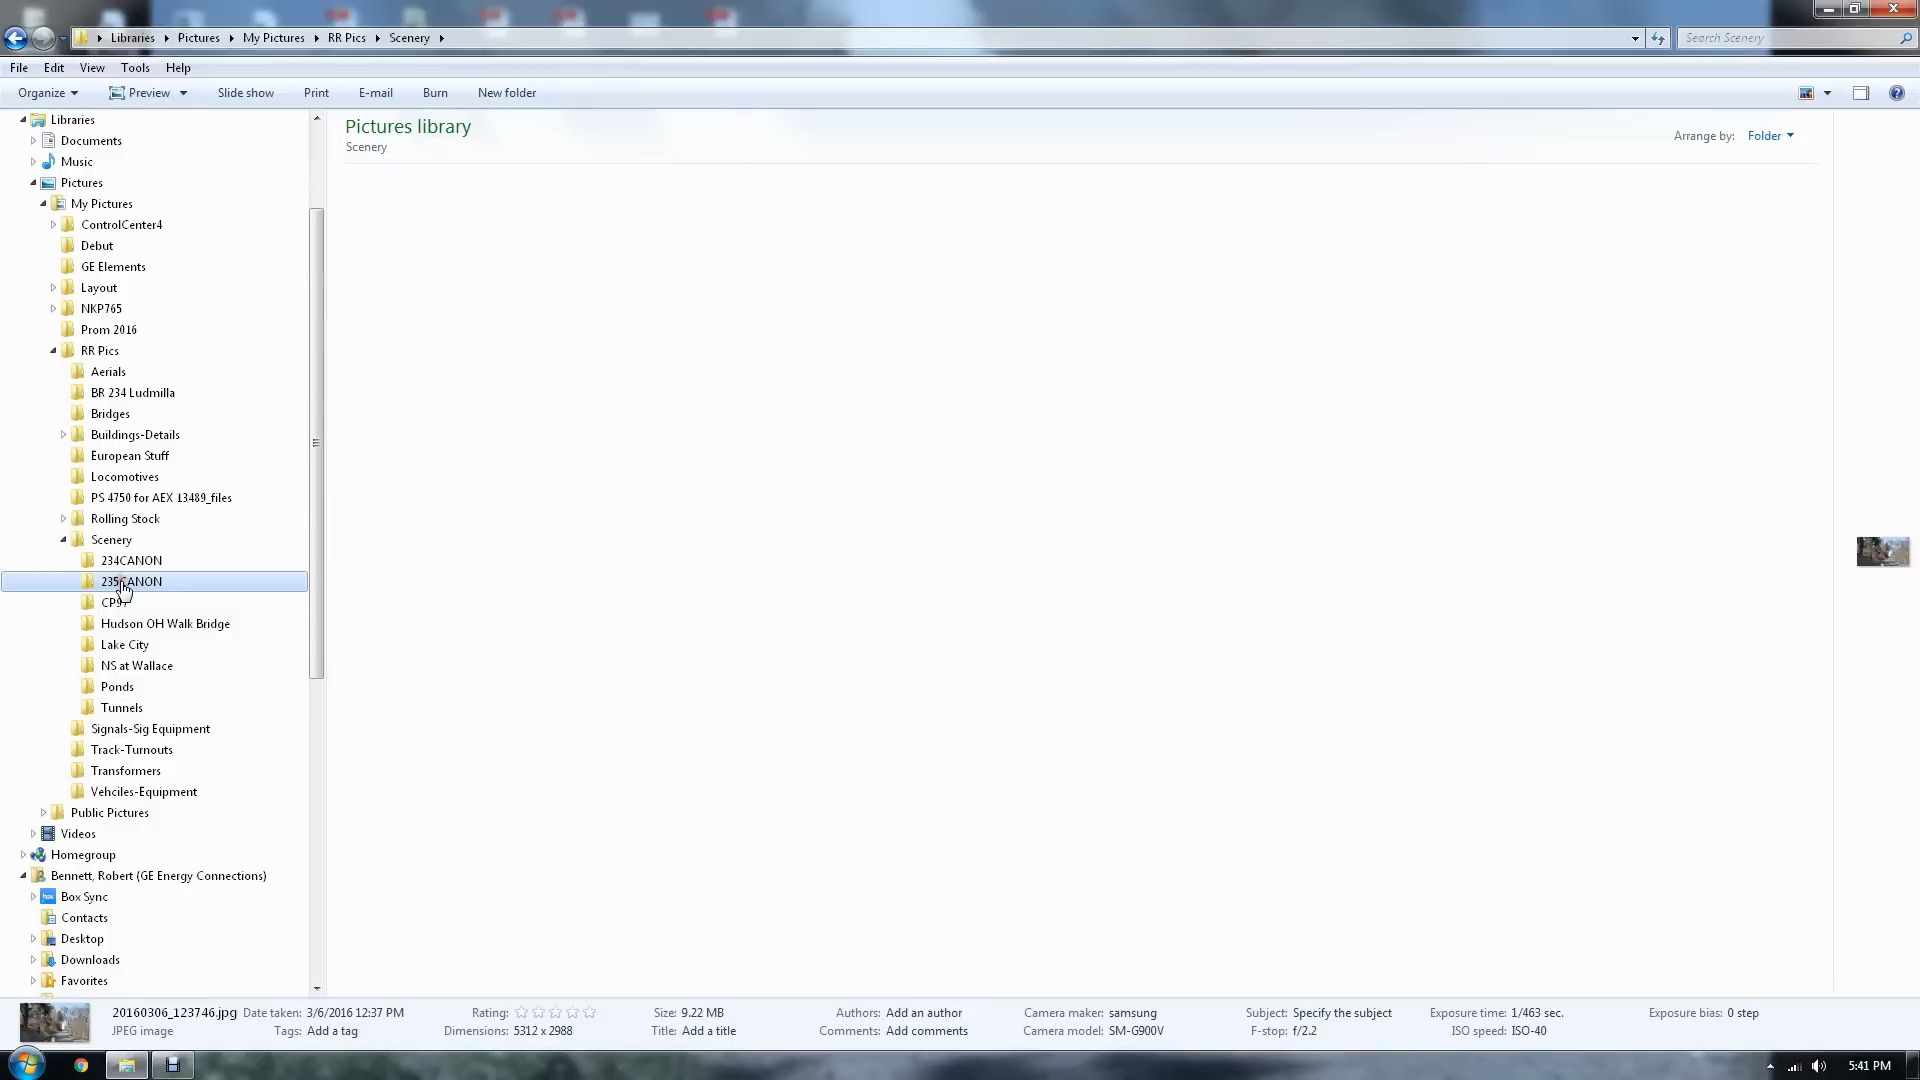 Libraries Pictures My Pictures RR Pics Scenery
Search Scenery
File Edit View Tools Help
Organize Preview Slide show Print E-mail Burn New folder
Libraries
Documents
Music
Pictures
My Pictures
ControlCenter4
Debut
GE Elements
Layout
NKP765
Prom 2016
RR Pics
Aerials
BR 234 Ludmilla
Bridges
Buildings-Details
European Stuff
Locomotives
PS 4750 for AEX 13489_files
Rolling Stock
Scenery
234CANON
235CANON
Hudson OH Walk Bridge
Lake City
NS at Wallace
Ponds
Tunnels
Signals-Sig Equipment
Track-Turnouts
Transformers
Vehciles-Equipment
Public Pictures
Videos
Homegroup
Bennett, Robert (GE Energy Connections)
Box Sync
Contacts
Desktop
Downloads
Favorites
Pictures library
Scenery
Arrange by: Folder
20160306_123746.jpg Date taken: 3/6/2016 12:37 PM Rating: Size: 9.22 MB Authors: Add an author Camera maker: samsung Subject: Specify the subject Exposure time: 1/463 sec. Exposure bias: 0 step
JPEG image Tags: Add a tag Dimensions: 5312 x 2988 Title: Add a title Comments: Add comments Camera model: SM-G900V F-stop: f/2.2 ISO speed: ISO-40
5:41 PM